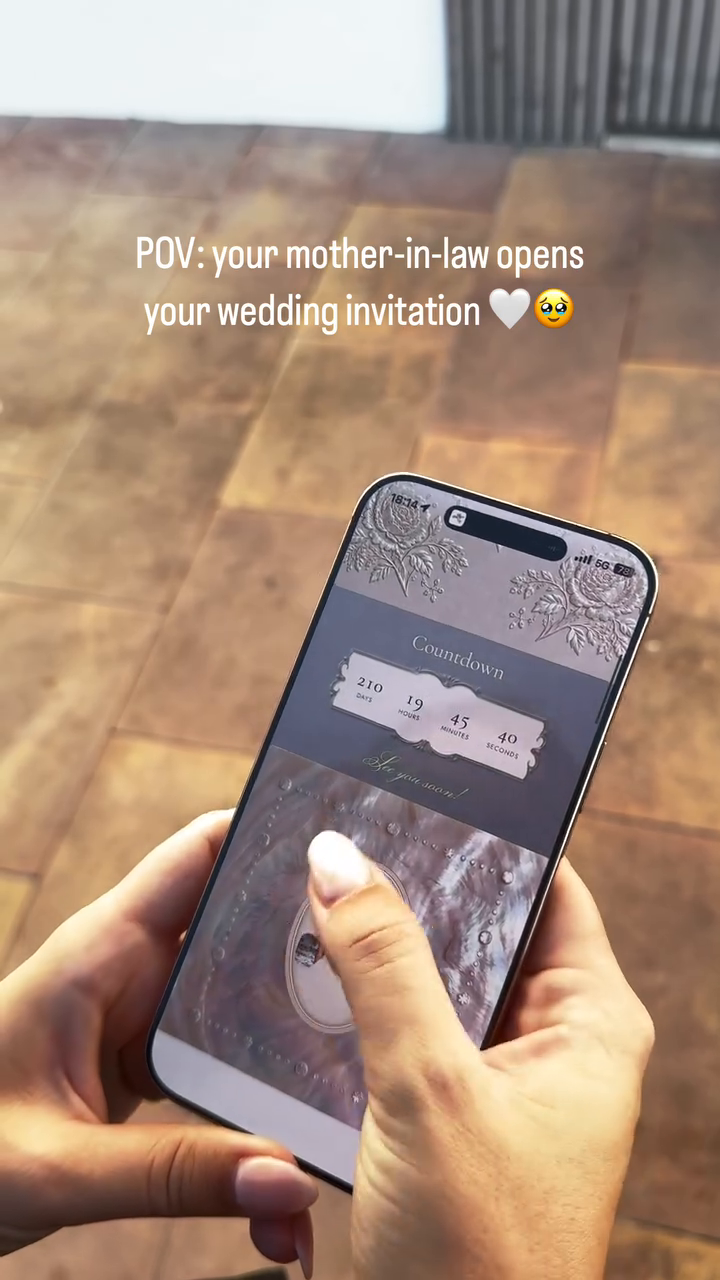 POV: your mother-in-law opens
your wedding invitation 🤍🥹
18:14
5G 78
Countdown
210 19 45 40
DAYS HOURS MINUTES SECONDS
See you soon!